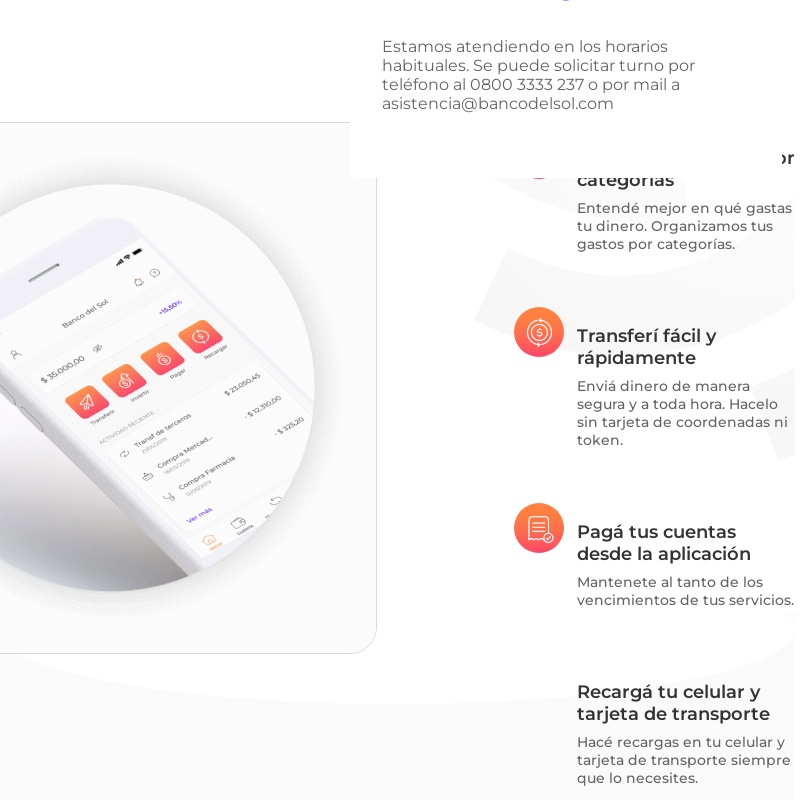 Estamos atendiendo en los horarios
habituales. Se puede solicitar turno por
teléfono al 0800 3333 237 o por mail a
asistencia@bancodelsol.com
categorías
Entendé mejor en qué gastas
tu dinero. Organizamos tus
gastos por categorías.
Transferí fácil y
rápidamente
Enviá dinero de manera
segura y a toda hora. Hacelo
sin tarjeta de coordenadas ni
token.
Pagá tus cuentas
desde la aplicación
Mantenete al tanto de los
vencimientos de tus servicios.
Recargá tu celular y
tarjeta de transporte
Hacé recargas en tu celular y
tarjeta de transporte siempre
que lo necesites.
Banco del Sol
$ 35.000,00
+15,50%
Transferir
Invertir
Pagar
Recargar
ACTIVIDAD RECIENTE
Transf de terceros
$ 23.050,45
21/05/2019
Compra Mercad...
- $ 12.310,00
Compra Farmacia
- $ 325,20
Ver más